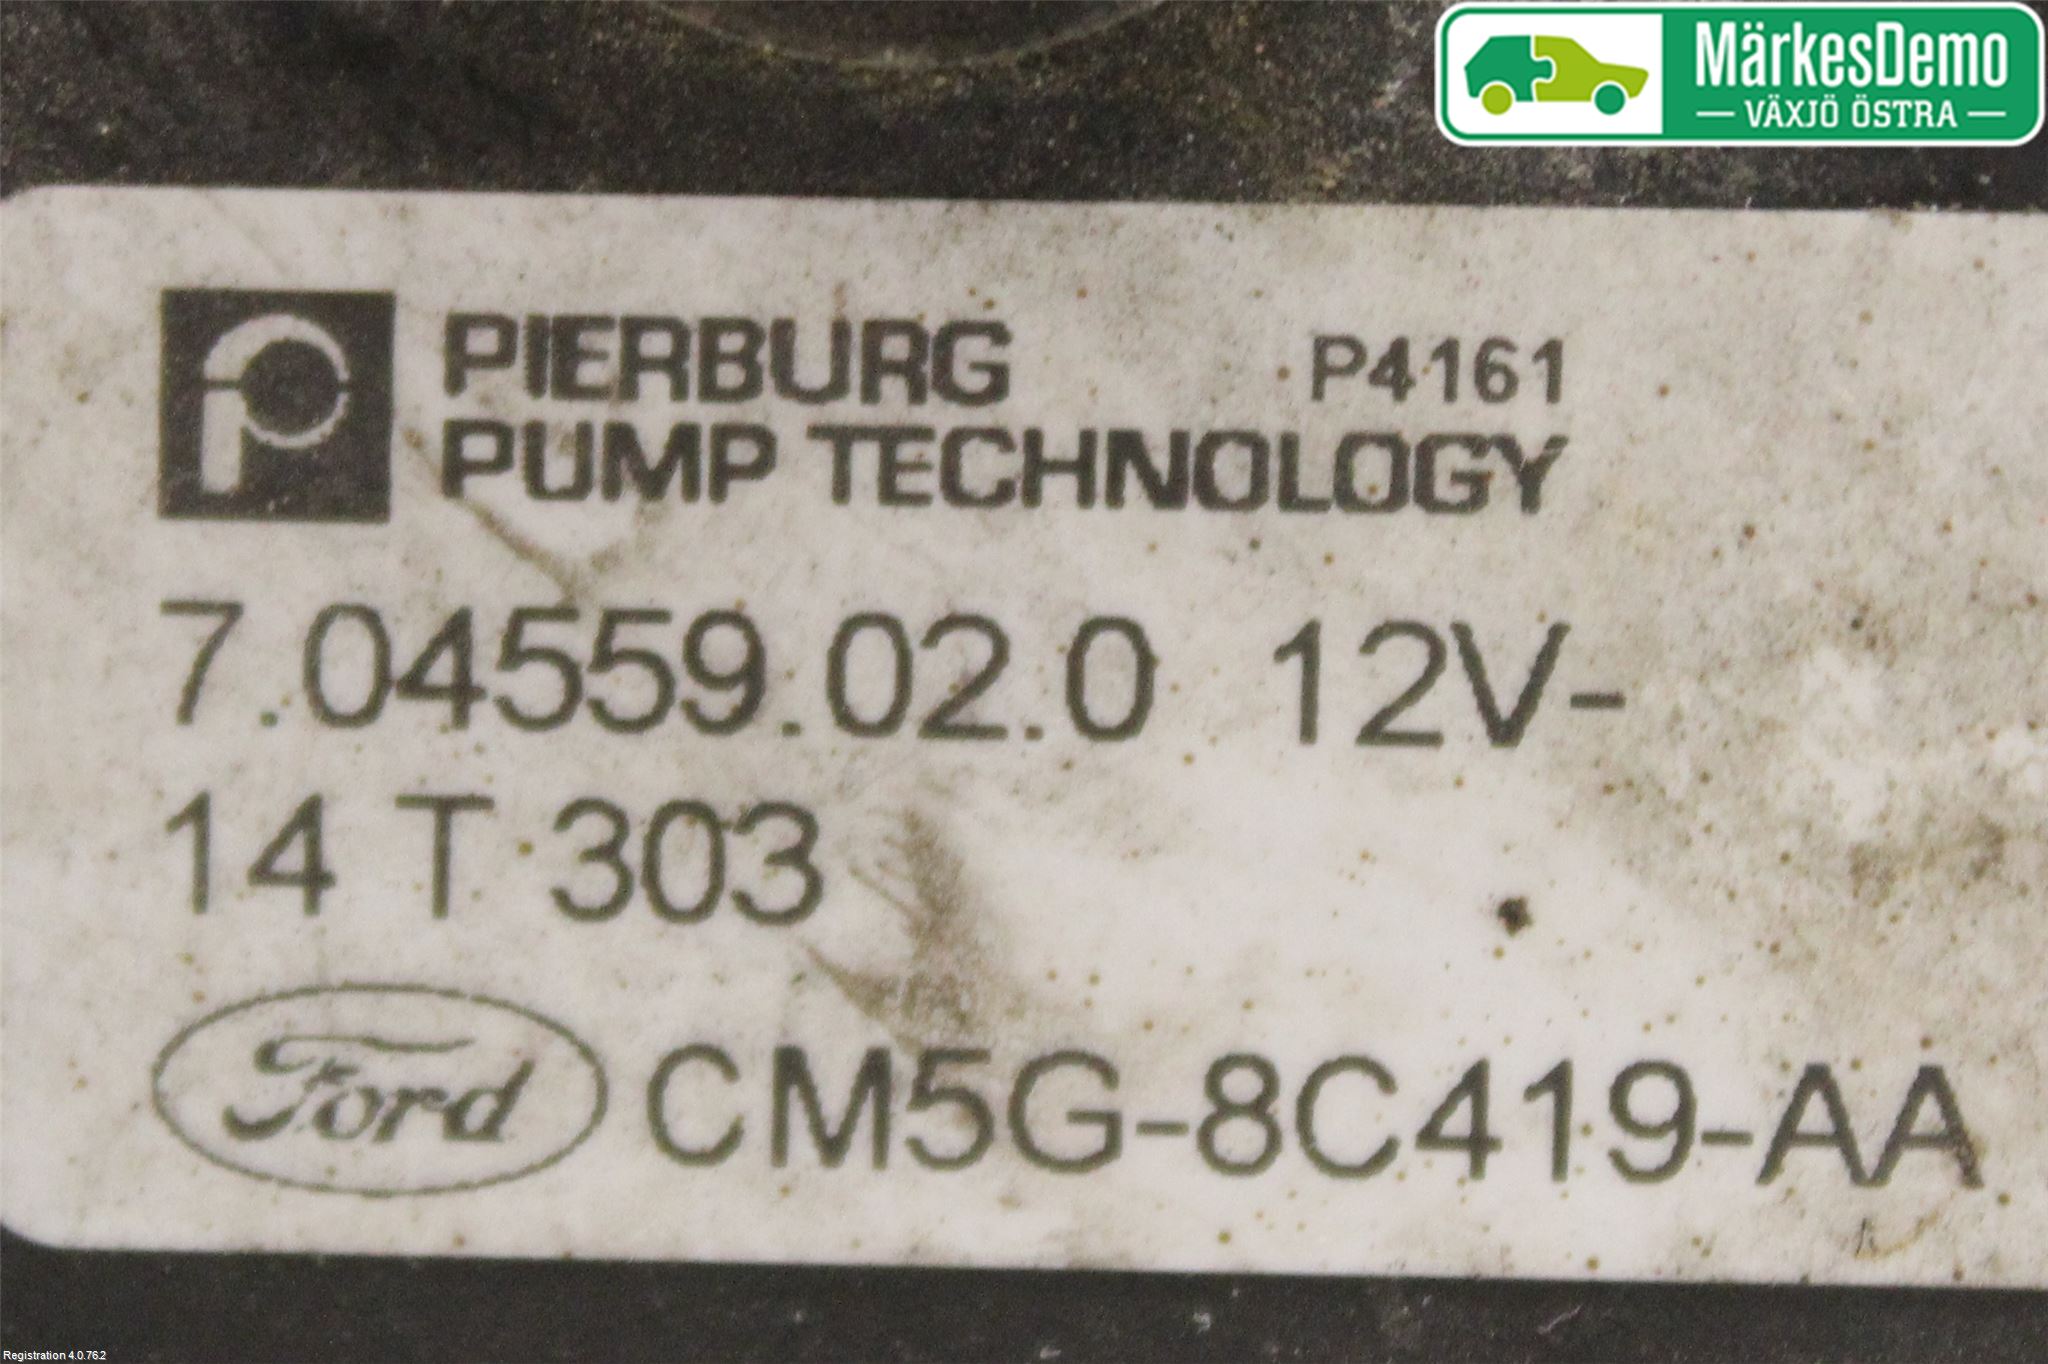 MärkesDemo
VÄXJÖ ÖSTRA
PIERBURG P4161
PUMP TECHNOLOGY
7.04559.02.0 12V-
14 T 303
Ford CM5G-8C419-AA
Registration 4.0.76.2